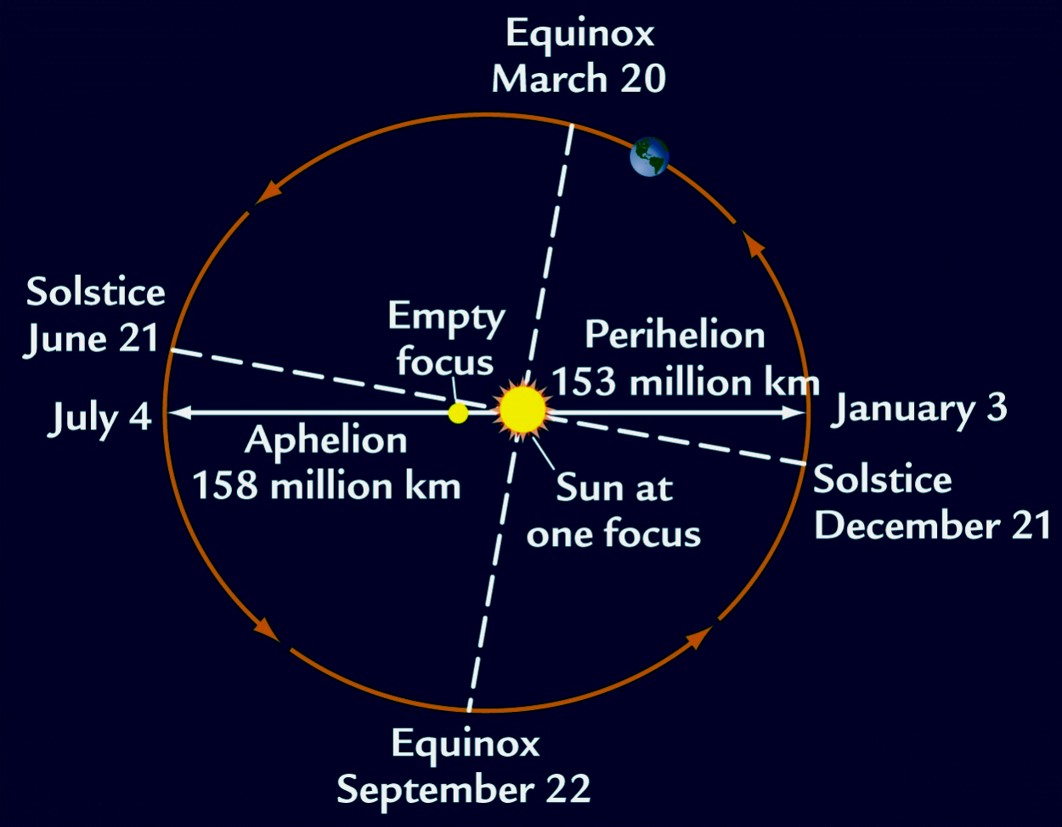 Equinox
March 20
Solstice
June 21
Empty
focus
Perihelion
153 million km
July 4
January 3
Aphelion
158 million km
Sun at
one focus
Solstice
December 21
Equinox
September 22